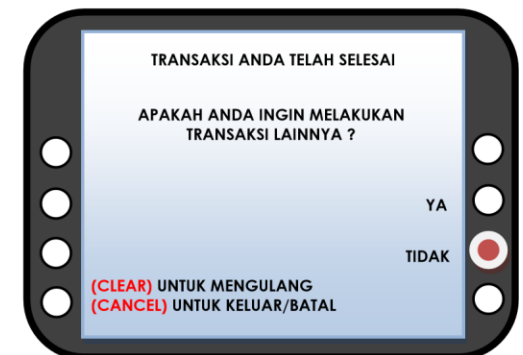 TRANSAKSI ANDA TELAH SELESAI
APAKAH ANDA INGIN MELAKUKAN
TRANSAKSI LAINNYA ?
YA
TIDAK
(CLEAR) UNTUK MENGULANG
(CANCEL) UNTUK KELUAR/BATAL